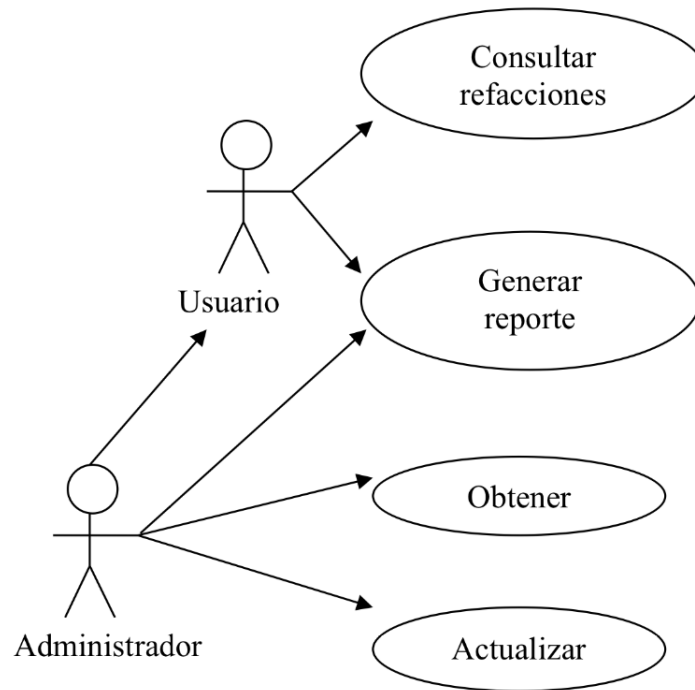 Consultar
refacciones
Usuario
Generar
reporte
Obtener
Administrador
Actualizar